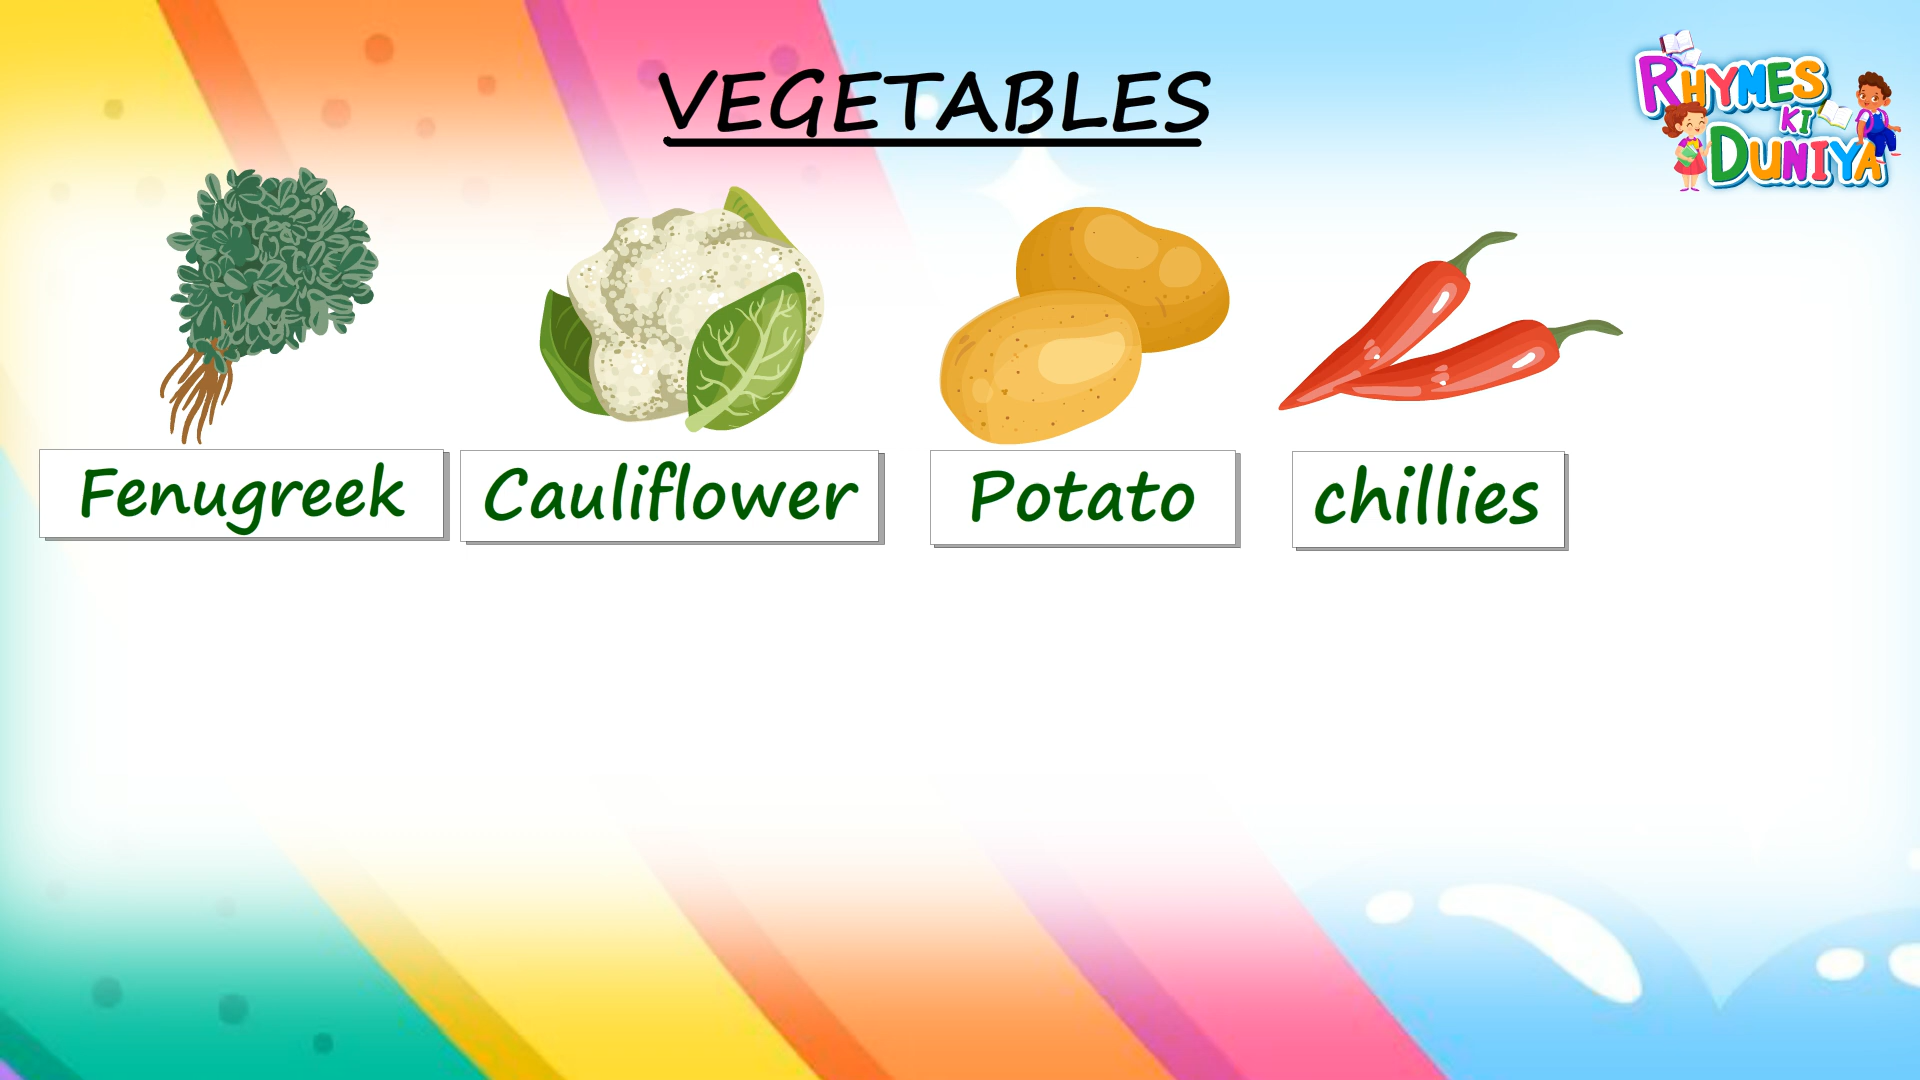 VEGETABLES
RHYMES
KI
DUNIYA
Fenugreek
Cauliflower
Potato
chillies